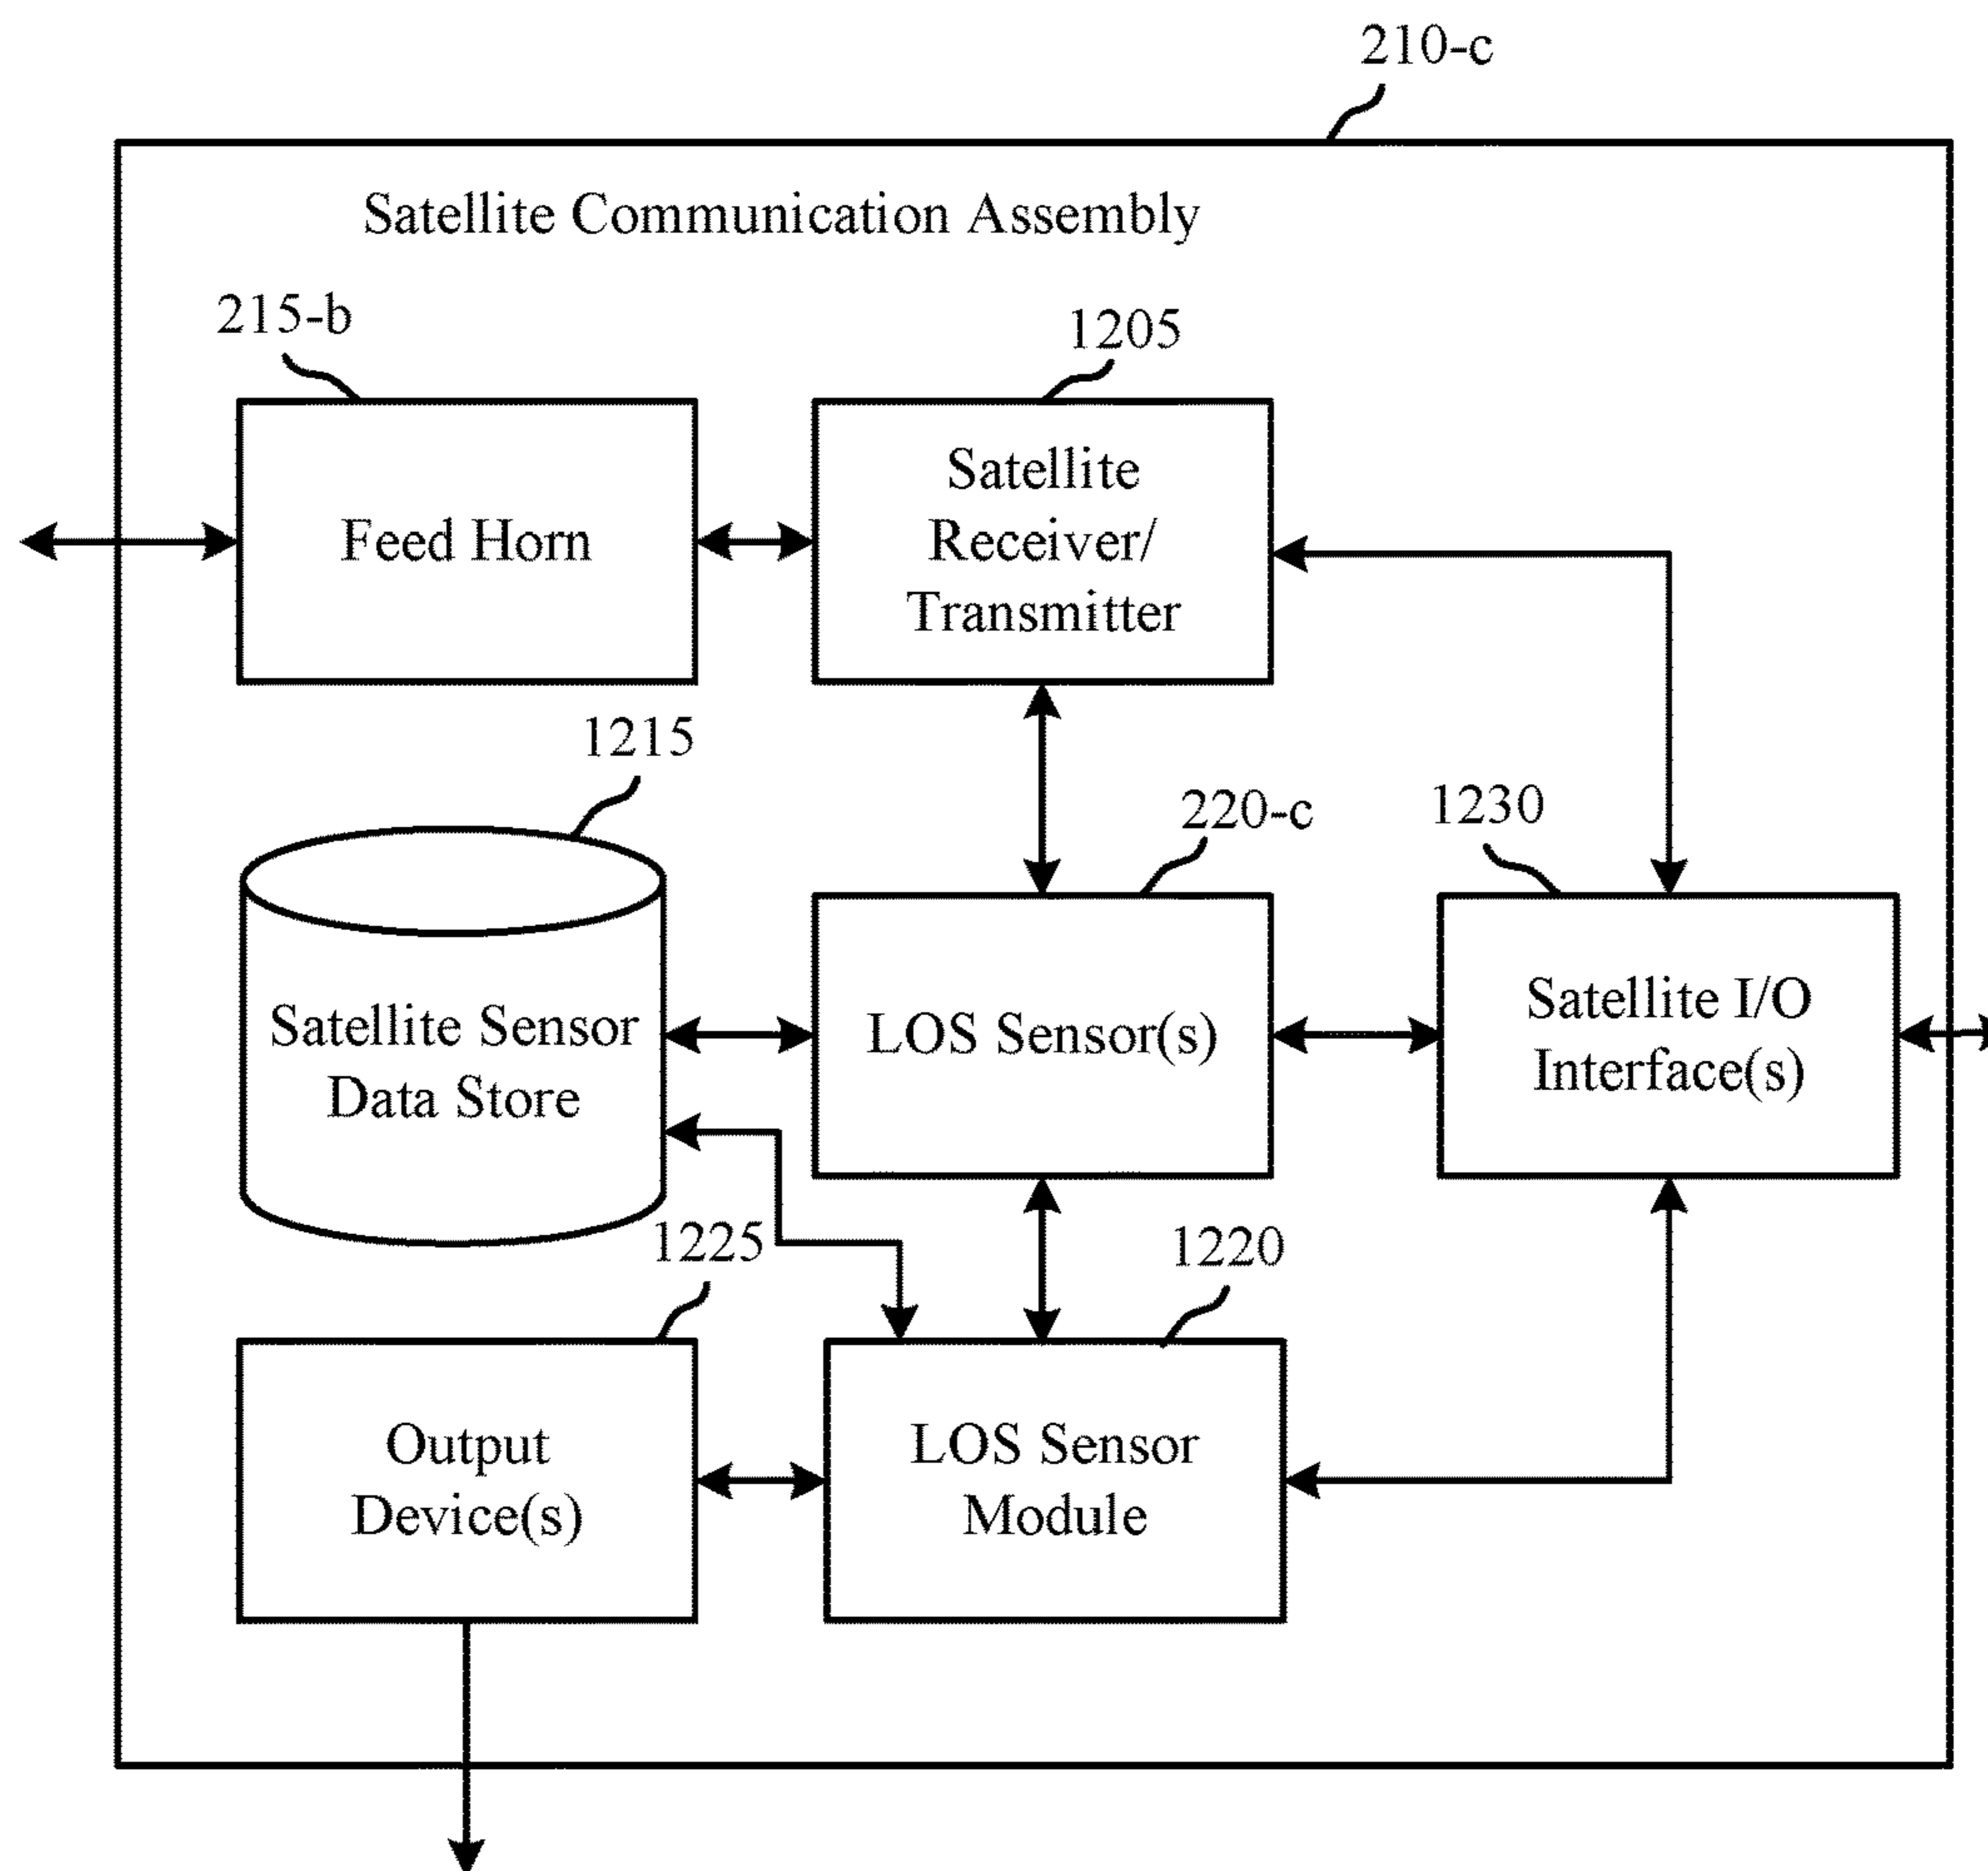 210-c
Satellite Communication Assembly
215-b
1205
Feed Horn
Satellite
Receiver/
Transmitter
1215
220-c
1230
Satellite Sensor
Data Store
LOS Sensor(s)
Satellite I/O
Interface(s)
1225
1220
Output
Device(s)
LOS Sensor
Module